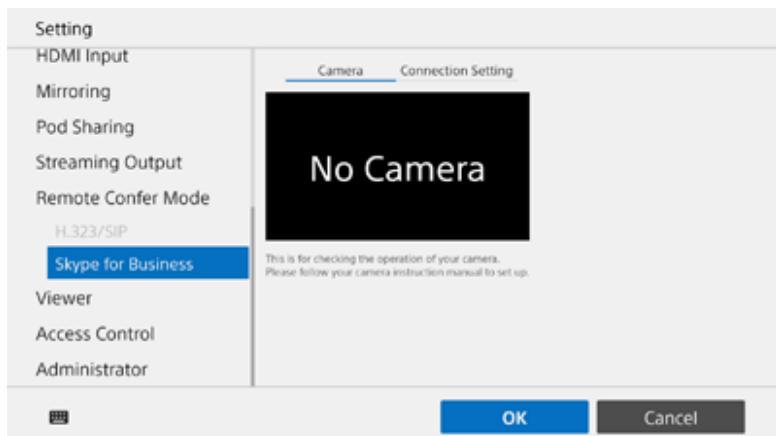 Setting
HDMI Input
Mirroring
Pod Sharing
Streaming Output
Remote Confer Mode
H.323/SIP
Skype for Business
Viewer
Access Control
Administrator
Camera
Connection Setting
No Camera
This is for checking the operation of your camera.
Please follow your camera instruction manual to set up.
OK
Cancel